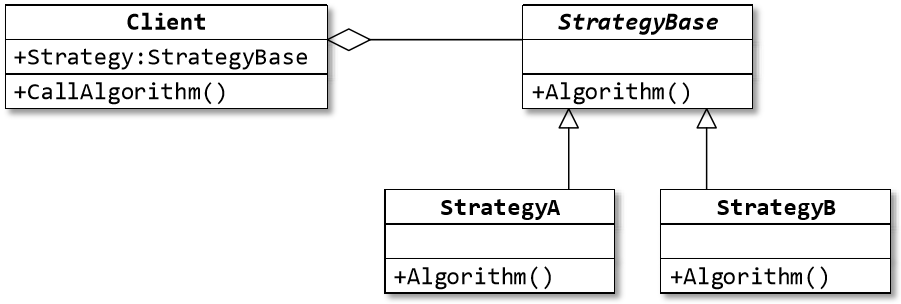 Client
+Strategy:StrategyBase
+CallAlgorithm()
StrategyBase
+Algorithm()
StrategyA
+Algorithm()
StrategyB
+Algorithm()